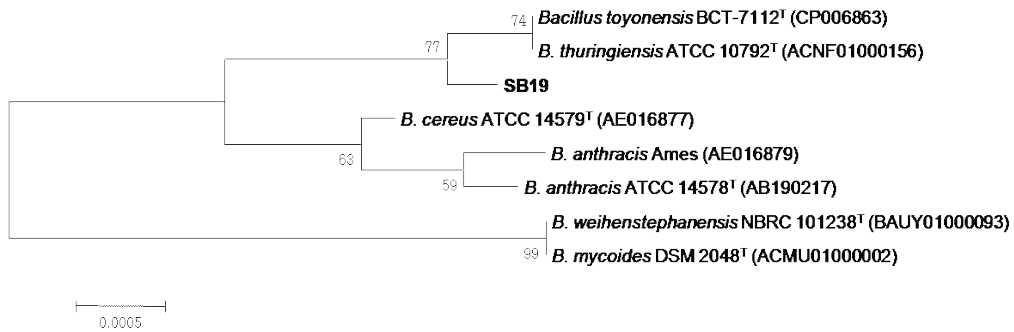 74
Bacillus toyonensis BCT-7112ᵀ (CP006863)
77
B. thuringiensis ATCC 10792ᵀ (ACNF01000156)
SB19
B. cereus ATCC 14579ᵀ (AE016877)
63
B. anthracis Ames (AE016879)
59
B. anthracis ATCC 14578ᵀ (AB190217)
B. weihenstephanensis NBRC 101238ᵀ (BAUY01000093)
99
B. mycoides DSM 2048ᵀ (ACMU01000002)
0.0005